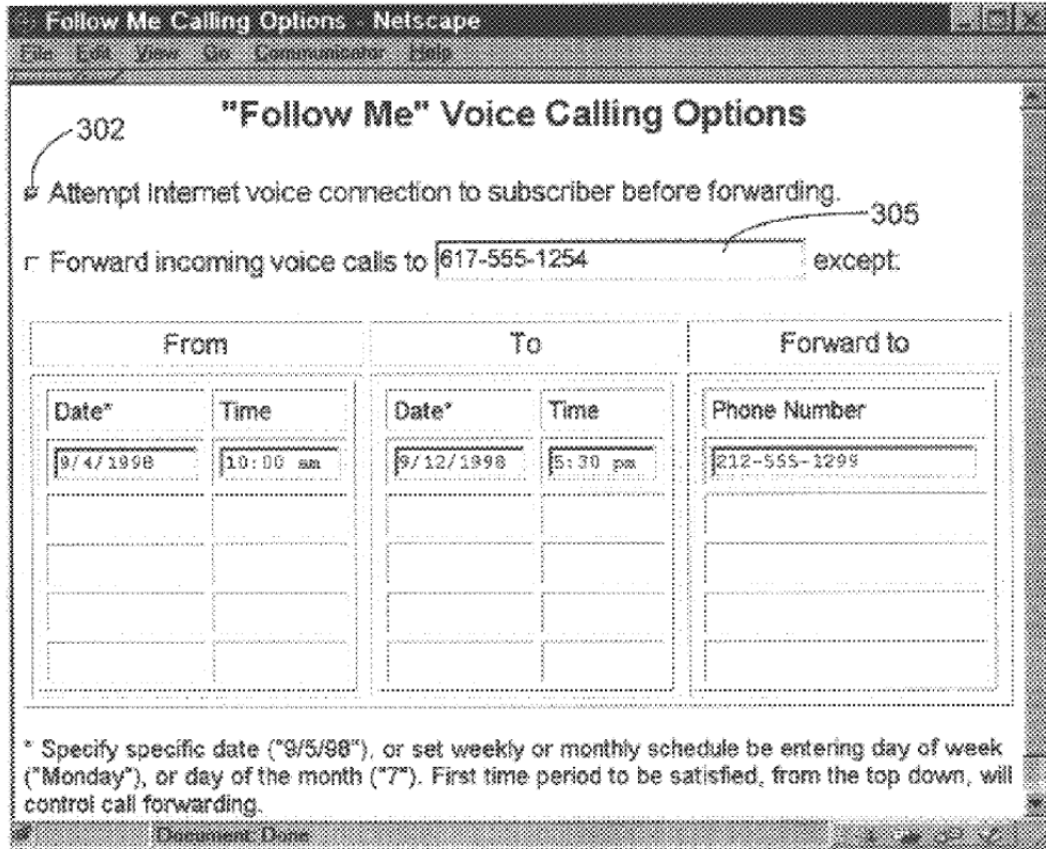 Follow Me Calling Options - Netscape
File Edit View Go Communicator Help
"Follow Me" Voice Calling Options
302
Attempt Internet voice connection to subscriber before forwarding.
305
Forward incoming voice calls to 617-555-1254 except:
From To Forward to
Date* Time Date* Time Phone Number
9/4/1998 10:00 am 9/12/1998 5:30 pm 212-555-1299
* Specify specific date ("9/5/98"), or set weekly or monthly schedule be entering day of week
("Monday"), or day of the month ("7"). First time period to be satisfied, from the top down, will
control call forwarding.
Document: Done